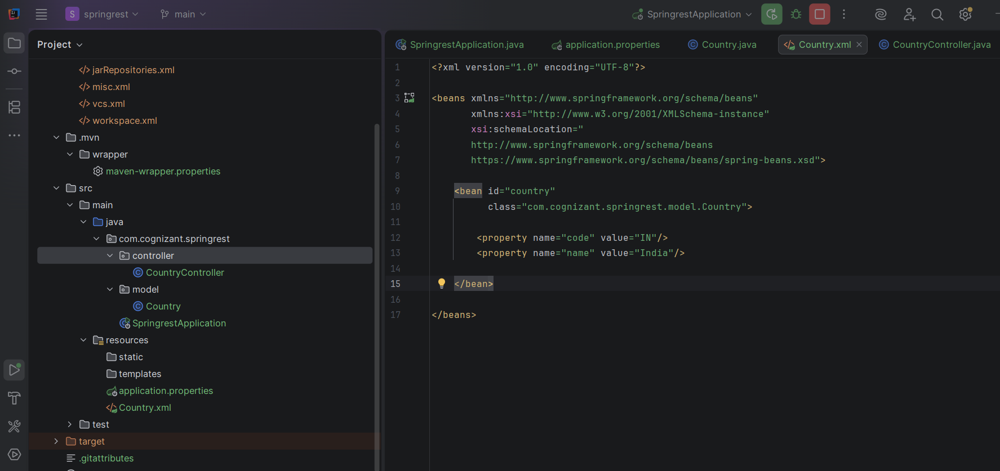 S springrest main SpringrestApplication
Project
jarRepositories.xml
misc.xml
vcs.xml
workspace.xml
.mvn
wrapper
maven-wrapper.properties
src
main
java
com.cognizant.springrest
controller
CountryController
model
Country
SpringrestApplication
resources
static
templates
application.properties
Country.xml
test
target
.gitattributes
SpringrestApplication.java application.properties Country.java Country.xml CountryController.java
1 <?xml version="1.0" encoding="UTF-8"?>
2
3 <beans xmlns="http://www.springframework.org/schema/beans"
4 xmlns:xsi="http://www.w3.org/2001/XMLSchema-instance"
5 xsi:schemaLocation="
6 http://www.springframework.org/schema/beans
7 https://www.springframework.org/schema/beans/spring-beans.xsd">
8
9 <bean id="country"
10 class="com.cognizant.springrest.model.Country">
11
12 <property name="code" value="IN"/>
13 <property name="name" value="India"/>
14
15 </bean>
16
17 </beans>